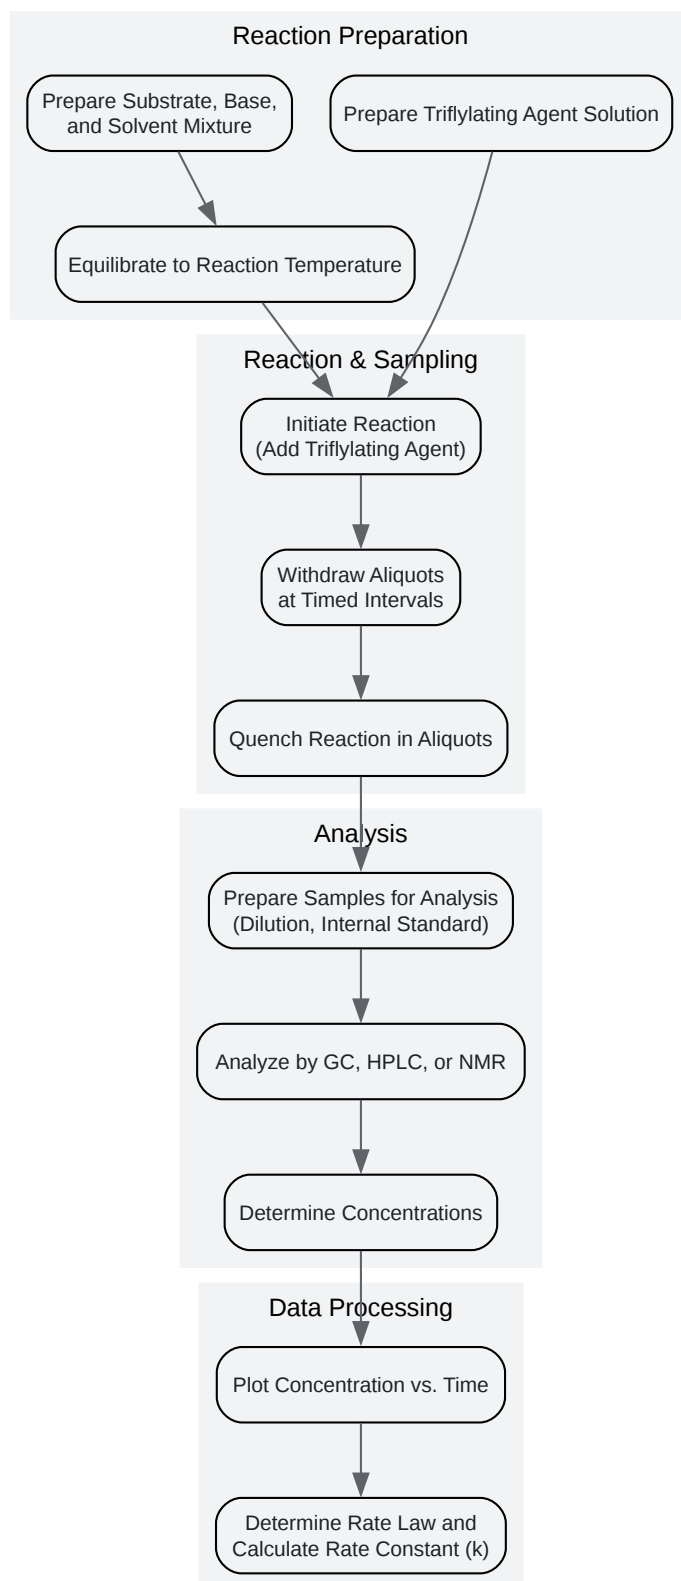 Reaction Preparation
Prepare Substrate, Base,
and Solvent Mixture
Prepare Triflylating Agent Solution
Equilibrate to Reaction Temperature
Reaction & Sampling
Initiate Reaction
(Add Triflylating Agent)
Withdraw Aliquots
at Timed Intervals
Quench Reaction in Aliquots
Analysis
Prepare Samples for Analysis
(Dilution, Internal Standard)
Analyze by GC, HPLC, or NMR
Determine Concentrations
Data Processing
Plot Concentration vs. Time
Determine Rate Law and
Calculate Rate Constant (k)